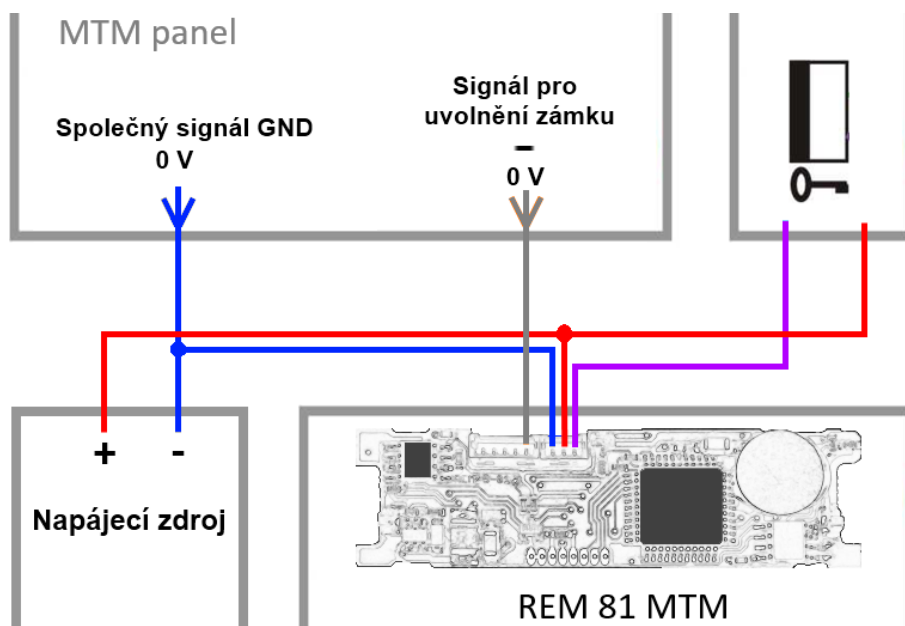 MTM panel
Společný signál GND
0 V
Signál pro
uvolnění zámku
-
0 V
+ -
Napájecí zdroj
REM 81 MTM